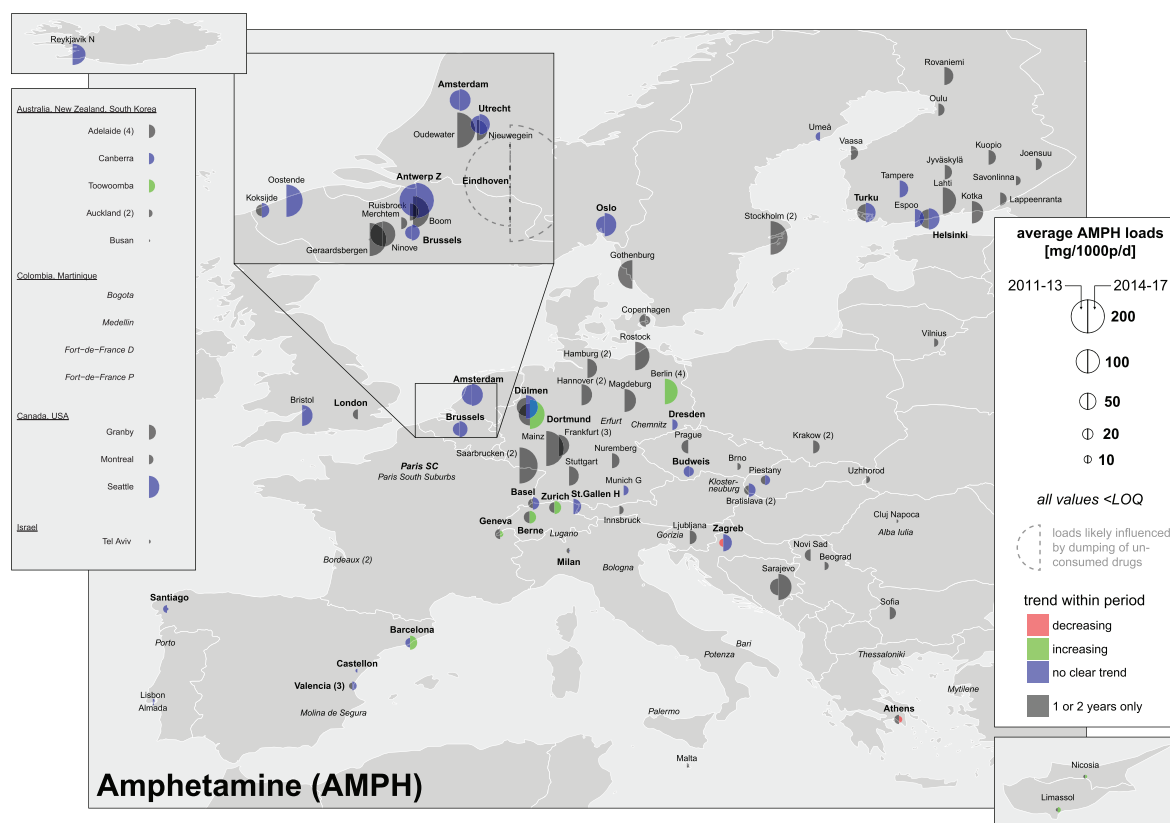 Reykjavik N
Australia, New Zealand, South Korea
Adelaide (4)
Canberra
Toowoomba
Auckland (2)
Busan
Colombia, Martinique
Bogota
Medellin
Fort−de−France D
Fort−de−France P
Canada, USA
Granby
Montreal
Seattle
Israel
Tel Aviv
Amsterdam
Utrecht
Oudewater
Nieuwegein
Eindhoven
Oostende
Antwerp Z
Koksijde
Ruisbroek
Merchtem
Boom
Geraardsbergen
Ninove
Brussels
Rovaniemi
Oulu
Umeå
Vaasa
Kuopio
Joensuu
Jyväskylä
Tampere
Savonlinna
Lahti
Turku
Espoo
Kotka
Lappeenranta
Helsinki
Oslo
Stockholm (2)
Gothenburg
Copenhagen
Rostock
Vilnius
Hamburg (2)
Hannover (2)
Magdeburg
Berlin (4)
Amsterdam
Dülmen
Bristol
London
Brussels
Dortmund
Erfurt
Chemnitz
Dresden
Mainz
Frankfurt (3)
Prague
Krakow (2)
Saarbrucken (2)
Nuremberg
Paris SC
Paris South Suburbs
Stuttgart
Budweis
Brno
Piestany
Uzhhorod
Munich G
Kloster-
neuburg
Bratislava (2)
Basel
Zurich
St.Gallen H
Innsbruck
Geneva
Berne
Lugano
Ljubljana
Gorizia
Zagreb
Cluj Napoca
Alba Iulia
Milan
Novi Sad
Beograd
Bordeaux (2)
Bologna
Sarajevo
Santiago
Sofia
Barcelona
Porto
Bari
Potenza
Thessaloniki
Castellon
Valencia (3)
Mytilene
Lisbon
Almada
Molina de Segura
Palermo
Athens
Malta
Amphetamine (AMPH)
average AMPH loads
[mg/1000p/d]
2011-13
2014-17
200
100
50
20
10
all values <LOQ
loads likely influenced
by dumping of un-
consumed drugs
trend within period
decreasing
increasing
no clear trend
1 or 2 years only
Nicosia
Limassol